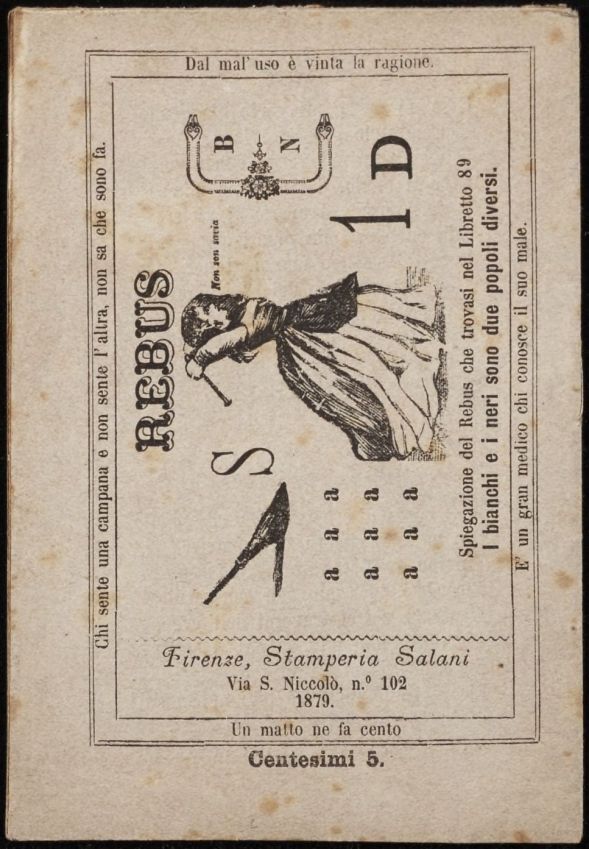 Dal mal' uso è vinta la ragione.
Chi sente una campana e non sente l' altra, non sa che sono fa.
REBUS
S
a a a
a a a
a a a
Non son savia
B N
1 D
Spiegazione del Rebus che trovasi nel Libretto 89
I bianchi e i neri sono due popoli diversi.
E' un gran medico chi conosce il suo male.
Firenze, Stamperia Salani
Via S. Niccolò, n.º 102
1879.
Un matto ne fa cento
Centesimi 5.